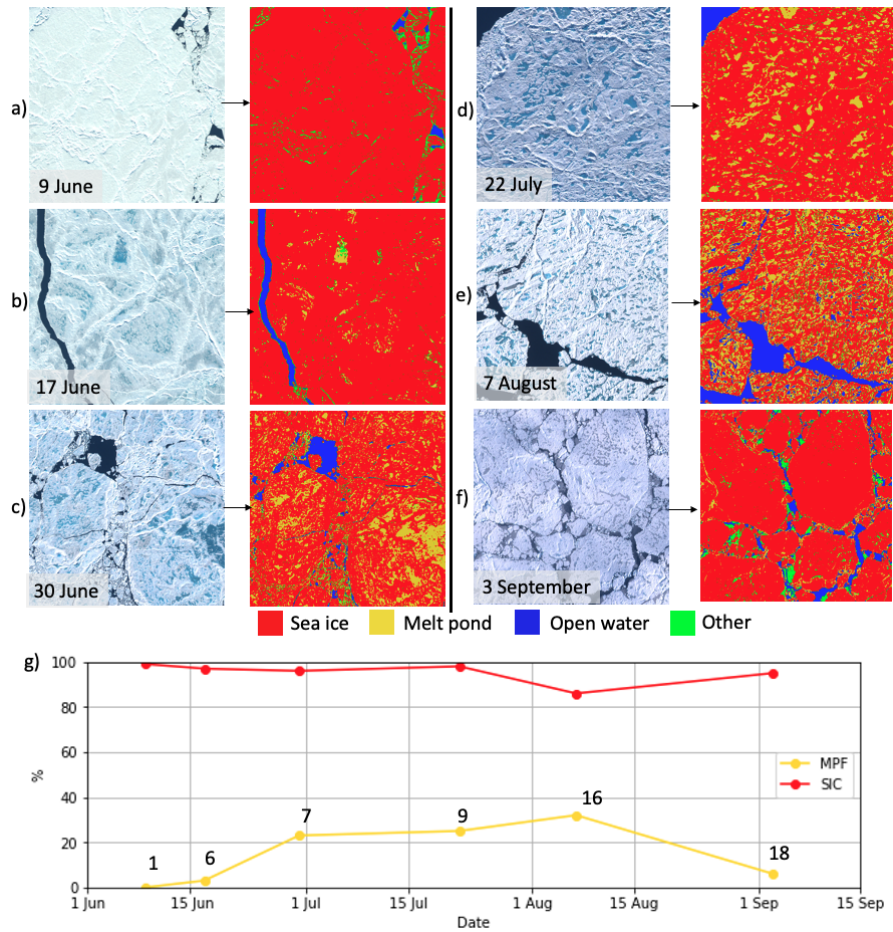 a)
9 June
b)
17 June
c)
30 June
d)
22 July
e)
7 August
f)
3 September
Sea ice Melt pond Open water Other
g)
100
80
60
40
20
0
%
MPF
SIC
1 6 7 9 16 18
1 Jun 15 Jun 1 Jul 15 Jul 1 Aug 15 Aug 1 Sep 15 Sep
Date